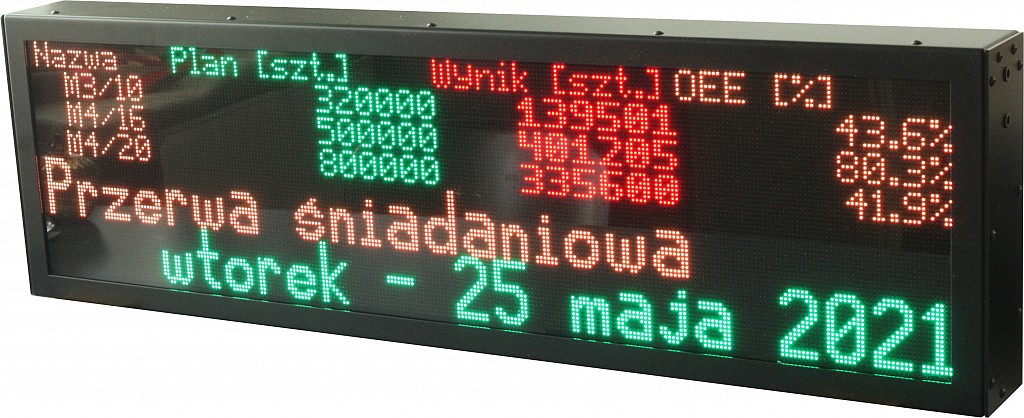 Nazwa Plan [szt.] Wynik [szt.] OEE [%]
M3/10 320000 139501 43.6%
M4/16 500000 401205 80.3%
M4/20 800000 335600 41.9%
Przerwa śniadaniowa
wtorek - 25 maja 2021